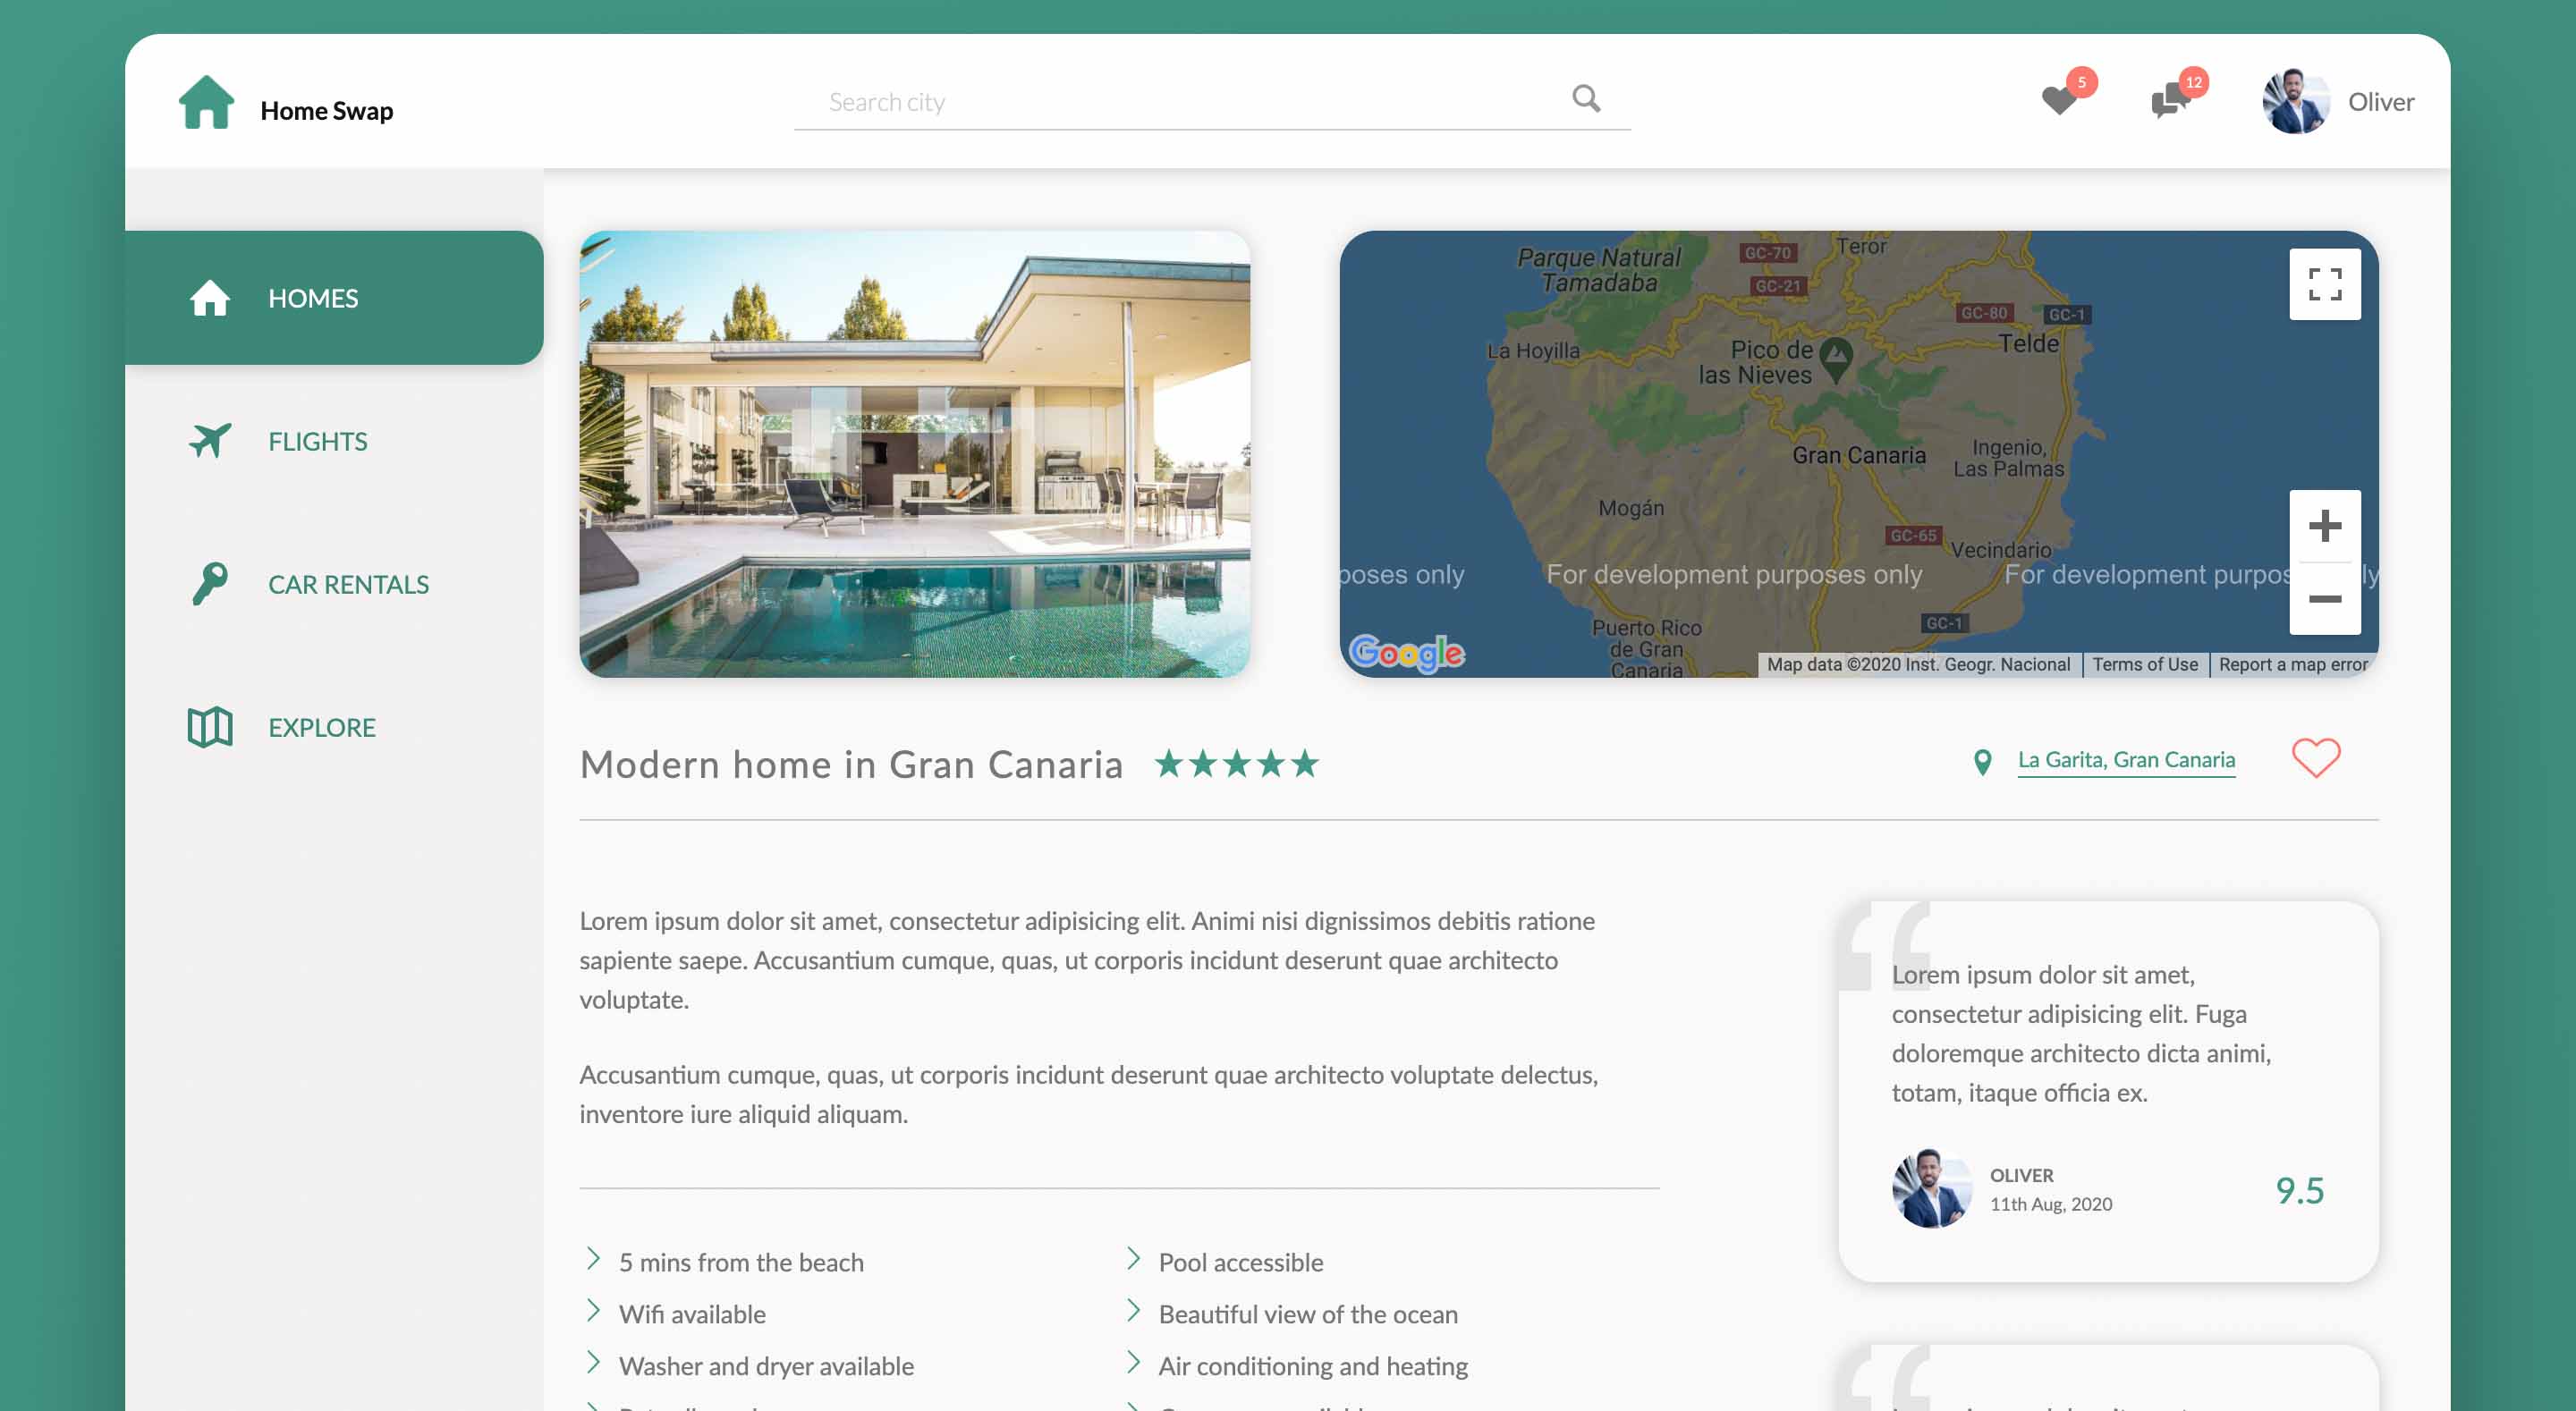 Home Swap
Search city
5
12
Oliver
HOMES
FLIGHTS
CAR RENTALS
EXPLORE
Parque Natural
Tamadaba
GC-70
Teror
GC-21
GC-80
GC-1
La Hoyilla
Pico de
las Nieves
Telde
Gran Canaria
Ingenio,
Las Palmas
Mogán
GC-65
Vecindario
poses only
For development purposes only
For development purpos
ly
GC-1
Puerto Rico
de Gran
Canaria
Google
Map data ©2020 Inst. Geogr. Nacional
Terms of Use
Report a map error
Modern home in Gran Canaria
La Garita, Gran Canaria
Lorem ipsum dolor sit amet, consectetur adipisicing elit. Animi nisi dignissimos debitis ratione
sapiente saepe. Accusantium cumque, quas, ut corporis incidunt deserunt quae architecto
voluptate.
Accusantium cumque, quas, ut corporis incidunt deserunt quae architecto voluptate delectus,
inventore iure aliquid aliquam.
5 mins from the beach
Wifi available
Washer and dryer available
Pool accessible
Beautiful view of the ocean
Air conditioning and heating
“
Lorem ipsum dolor sit amet,
consectetur adipisicing elit. Fuga
doloremque architecto dicta animi,
totam, itaque officia ex.
OLIVER
11th Aug, 2020
9.5
“